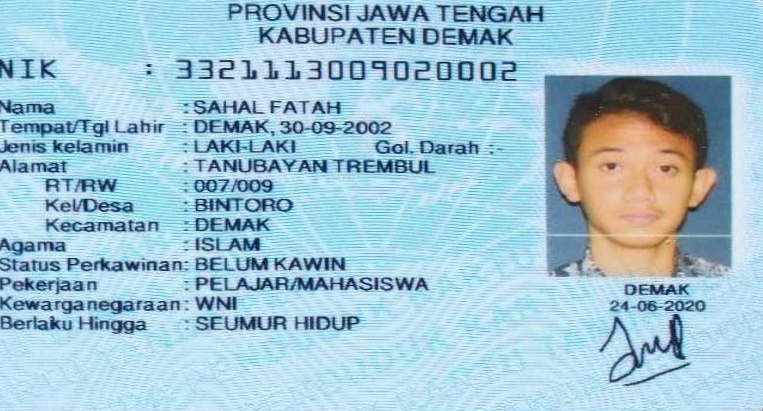 PROVINSI JAWA TENGAH
KABUPATEN DEMAK
NIK : 3321113009020002
Nama : SAHAL FATAH
Tempat/Tgl Lahir : DEMAK, 30-09-2002
Jenis kelamin : LAKI-LAKI Gol. Darah :-
Alamat : TANUBAYAN TREMBUL
RT/RW : 007/009
Kel/Desa : BINTORO
Kecamatan : DEMAK
Agama : ISLAM
Status Perkawinan: BELUM KAWIN
Pekerjaan : PELAJAR/MAHASISWA
Kewarganegaraan: WNI
Berlaku Hingga : SEUMUR HIDUP
DEMAK
24-06-2020